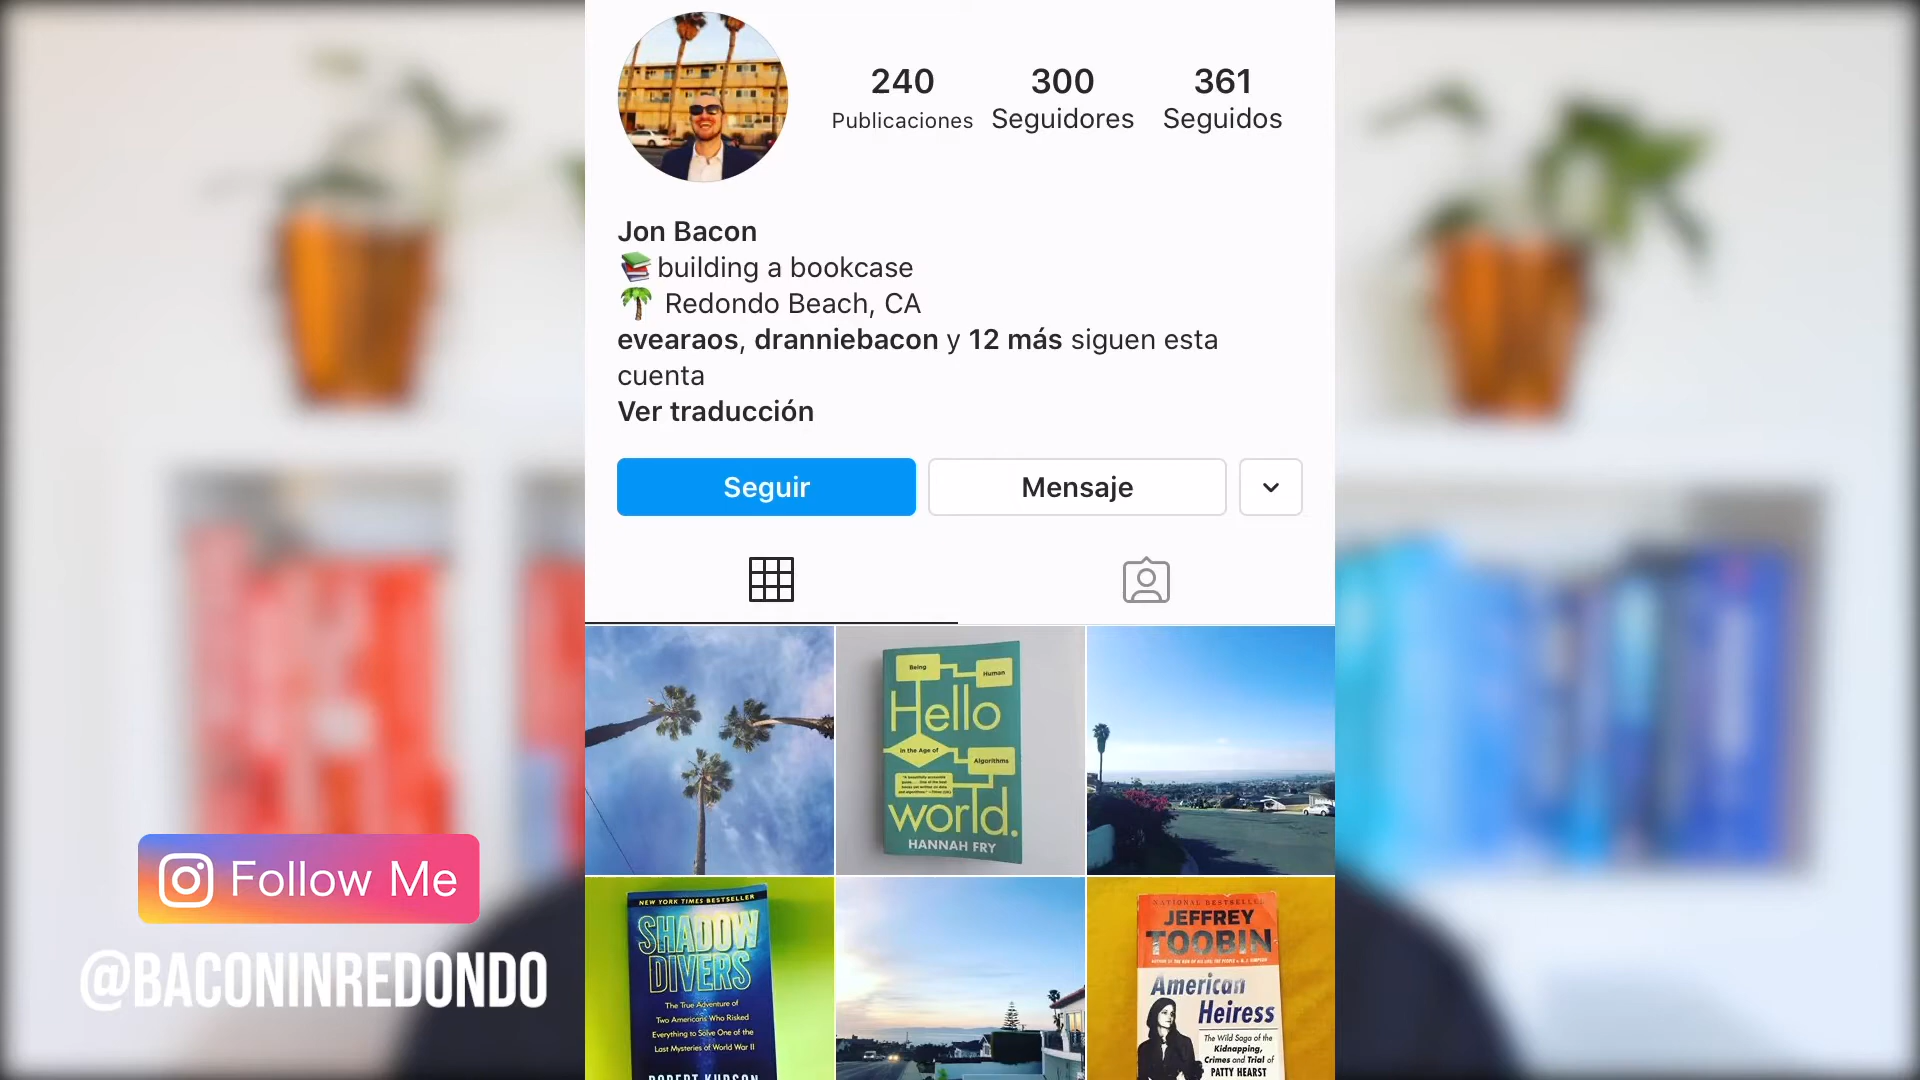 240 300 361
Publicaciones Seguidores Seguidos
Jon Bacon
building a bookcase
Redondo Beach, CA
evearaos, dranniebacon y 12 más siguen esta
cuenta
Ver traducción
Seguir Mensaje
Being
Human
Hello
in the Age of
Algorithms
world.
HANNAH FRY
NEW YORK TIMES BESTSELLER
SHADOW
DIVERS
The True Adventure of
Two Americans Who Risked
Everything to Solve One of the
Last Mysteries of World War II
ROBERT KURSON
NATIONAL BESTSELLER
JEFFREY
TOOBIN
American
Heiress
The Wild Saga of the
Kidnapping,
Crimes and Trial of
PATTY HEARST
Follow Me
@BACONINREDONDO